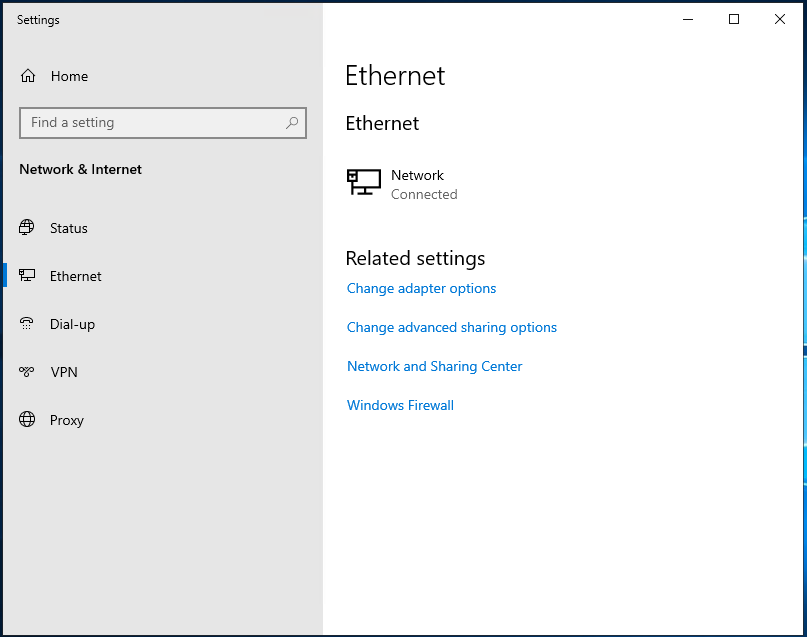 Settings
Home
Find a setting
Network & Internet
Status
Ethernet
Dial-up
VPN
Proxy
Ethernet
Ethernet
Network
Connected
Related settings
Change adapter options
Change advanced sharing options
Network and Sharing Center
Windows Firewall